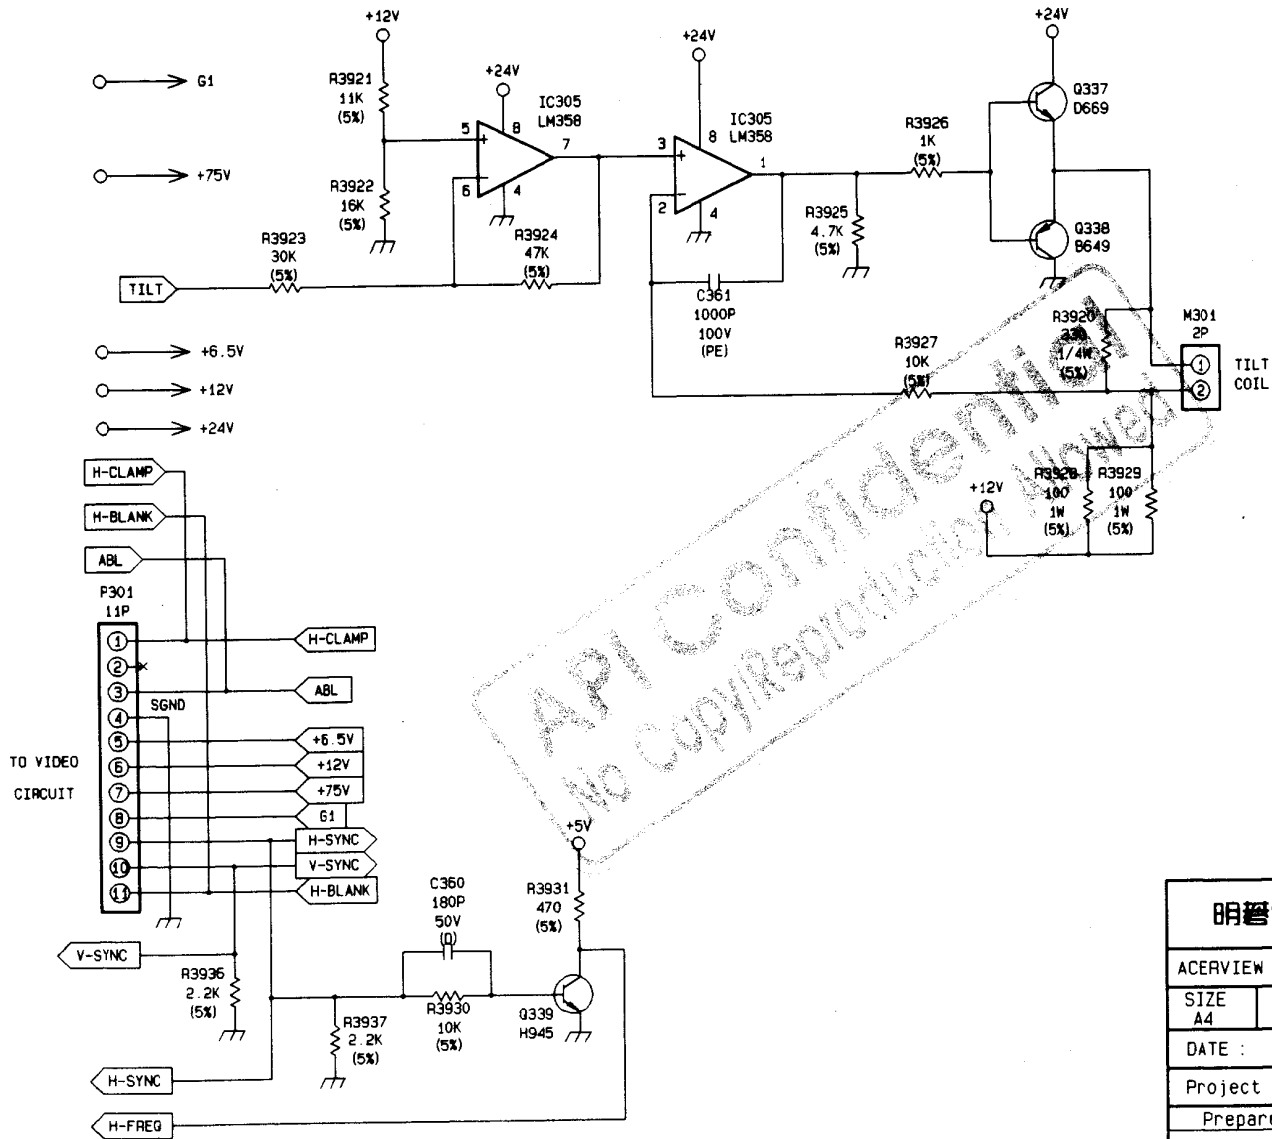 +12V
+24V
+24V
G1
R3921
11K
(5%)
+24V
IC305
LM358
IC305
LM358
Q337
D669
5
8
7
6
4
3
8
1
2
4
R3926
1K
(5%)
+75V
R3922
16K
(5%)
R3925
4.7K
(5%)
Q338
B649
R3923
30K
(5%)
R3924
47K
(5%)
TILT
C361
1000P
100V
(PE)
R3920
330
1/4W
(5%)
M301
2P
1
2
TILT
COIL
+6.5V
R3927
10K
(5%)
+12V
+24V
H-CLAMP
H-BLANK
ABL
+12V
R3928
100
1W
(5%)
R3929
100
1W
(5%)
API Confidential
No Copy/Reproduction Allowed
P301
11P
1
H-CLAMP
2
3
ABL
4
SGND
5
+6.5V
6
+12V
7
+75V
8
G1
9
H-SYNC
10
V-SYNC
11
H-BLANK
TO VIDEO
CIRCUIT
+5V
C360
180P
50V
(D)
R3931
470
(5%)
V-SYNC
R3936
2.2K
(5%)
R3937
2.2K
(5%)
R3930
10K
(5%)
Q339
H945
H-SYNC
H-FREQ
明碁
ACERVIEW
SIZE
A4
DATE :
Project
Prepare